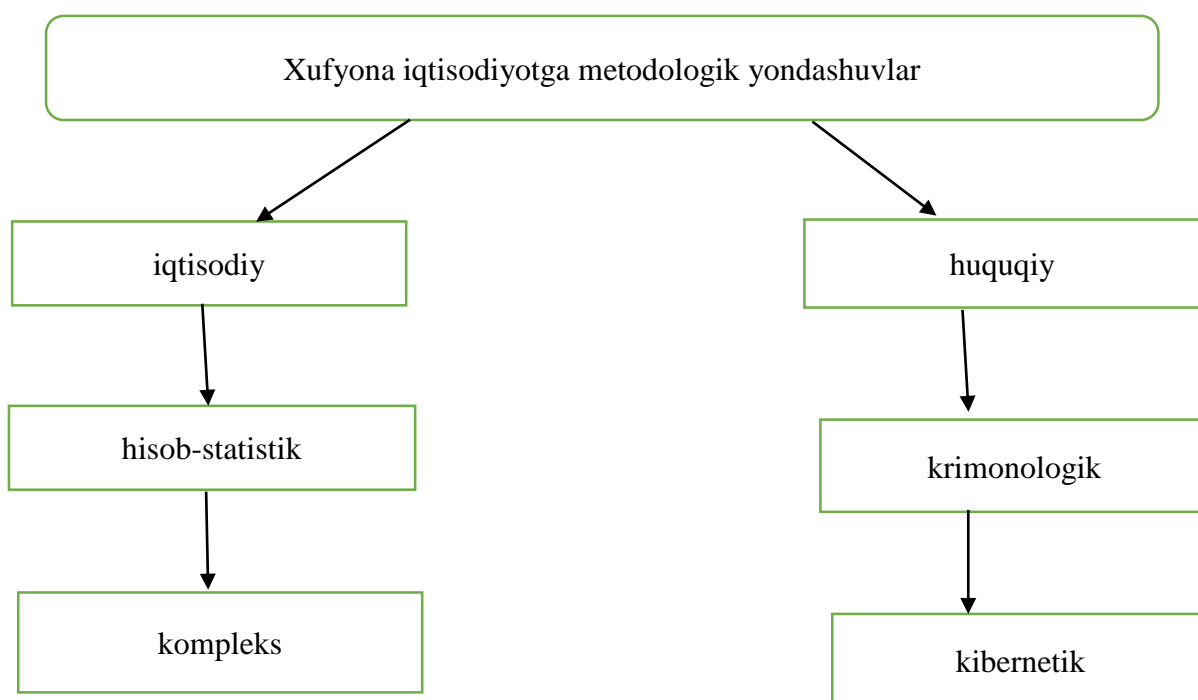 Xufyona iqtisodiyotga metodologik yondashuvlar
iqtisodiy
huquqiy
hisob-statistik
krimonologik
kompleks
kibernetik